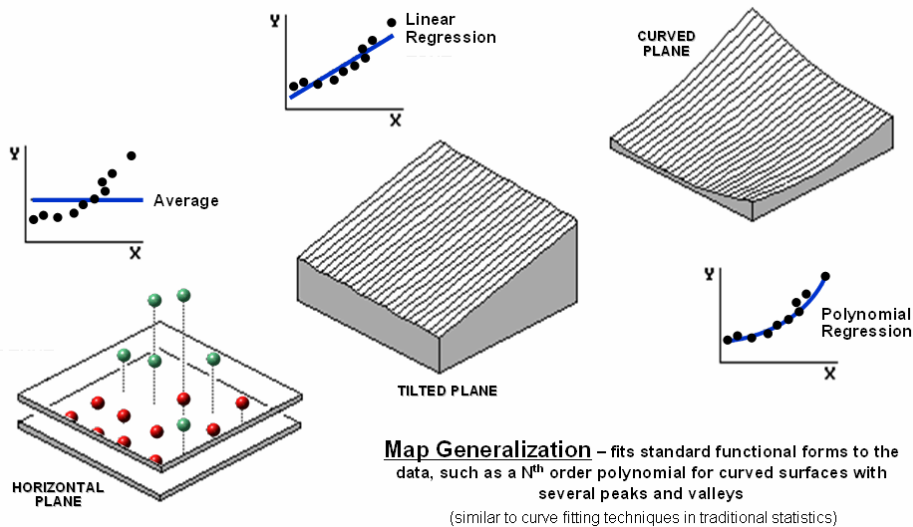 Y
Linear
Regression
X
CURVED
PLANE
Y
Average
X
Y
Polynomial
Regression
X
TILTED PLANE
HORIZONTAL
PLANE
Map Generalization – fits standard functional forms to the
data, such as a Nth order polynomial for curved surfaces with
several peaks and valleys
(similar to curve fitting techniques in traditional statistics)